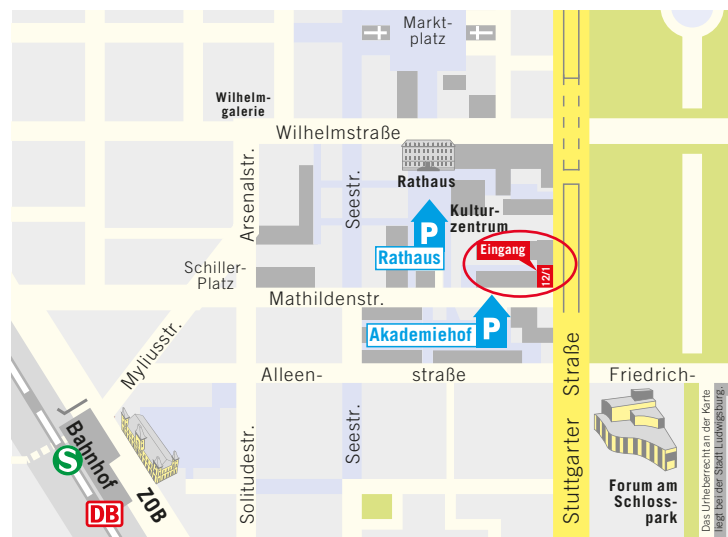 Markt-
platz
Wilhelm-
galerie
Wilhelmstraße
Rathaus
Arsenalstr.
Seestr.
Kultur-
zentrum
P
Rathaus
Eingang
12/1
Schiller-
Platz
Mathildenstr.
Akademiehof
P
Myliusstr.
Alleen-
straße
Stuttgarter Straße
Friedrich-
Bahnhof
S
DB
ZOB
Solitudestr.
Seestr.
Forum am
Schloss-
park
Das Urheberrecht an der Karte
liegt bei der Stadt Ludwigsburg.